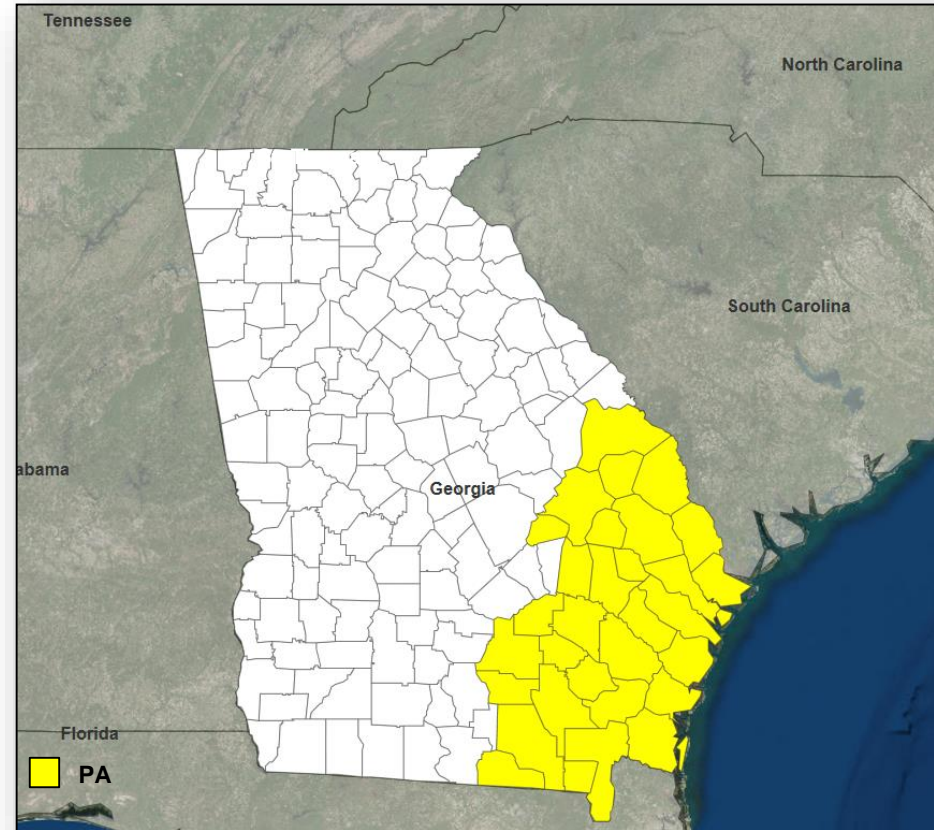 Tennessee
North Carolina
South Carolina
abama
Georgia
Florida
PA